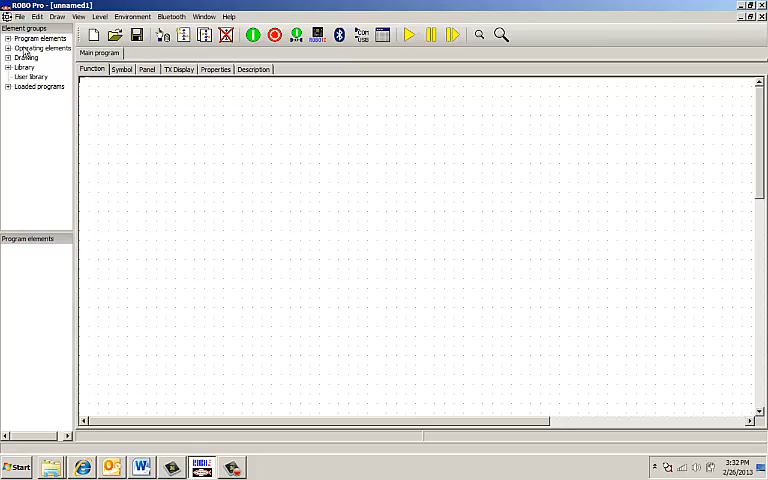 ROBO Pro - [unnamed1]
File Edit Draw View Level Environment Bluetooth Window Help
Element groups
Program elements
Operating elements
Drawing
Library
User library
Loaded programs
Program elements
COM
USB
Main program
Function Symbol Panel TX Display Properties Description
Start
3:32 PM
2/26/2013